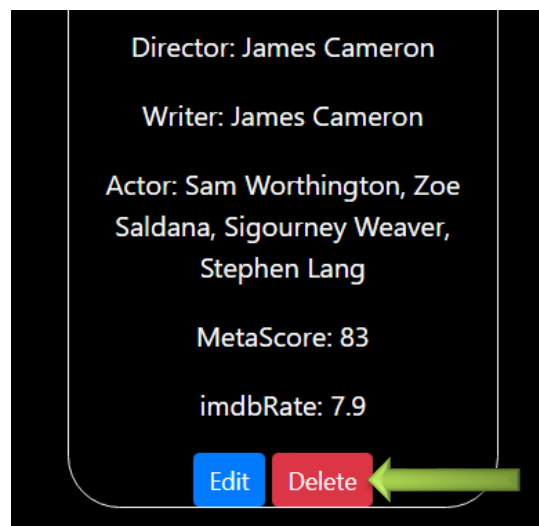 Director: James Cameron
Writer: James Cameron
Actor: Sam Worthington, Zoe
Saldana, Sigourney Weaver,
Stephen Lang
MetaScore: 83
imdbRate: 7.9
Edit Delete